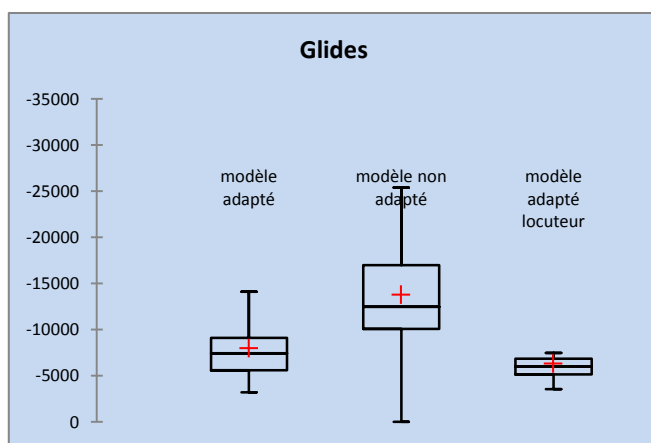 Glides
-35000
-30000
-25000
-20000
-15000
-10000
-5000
0
modèle
adapté
modèle non
adapté
modèle
adapté
locuteur